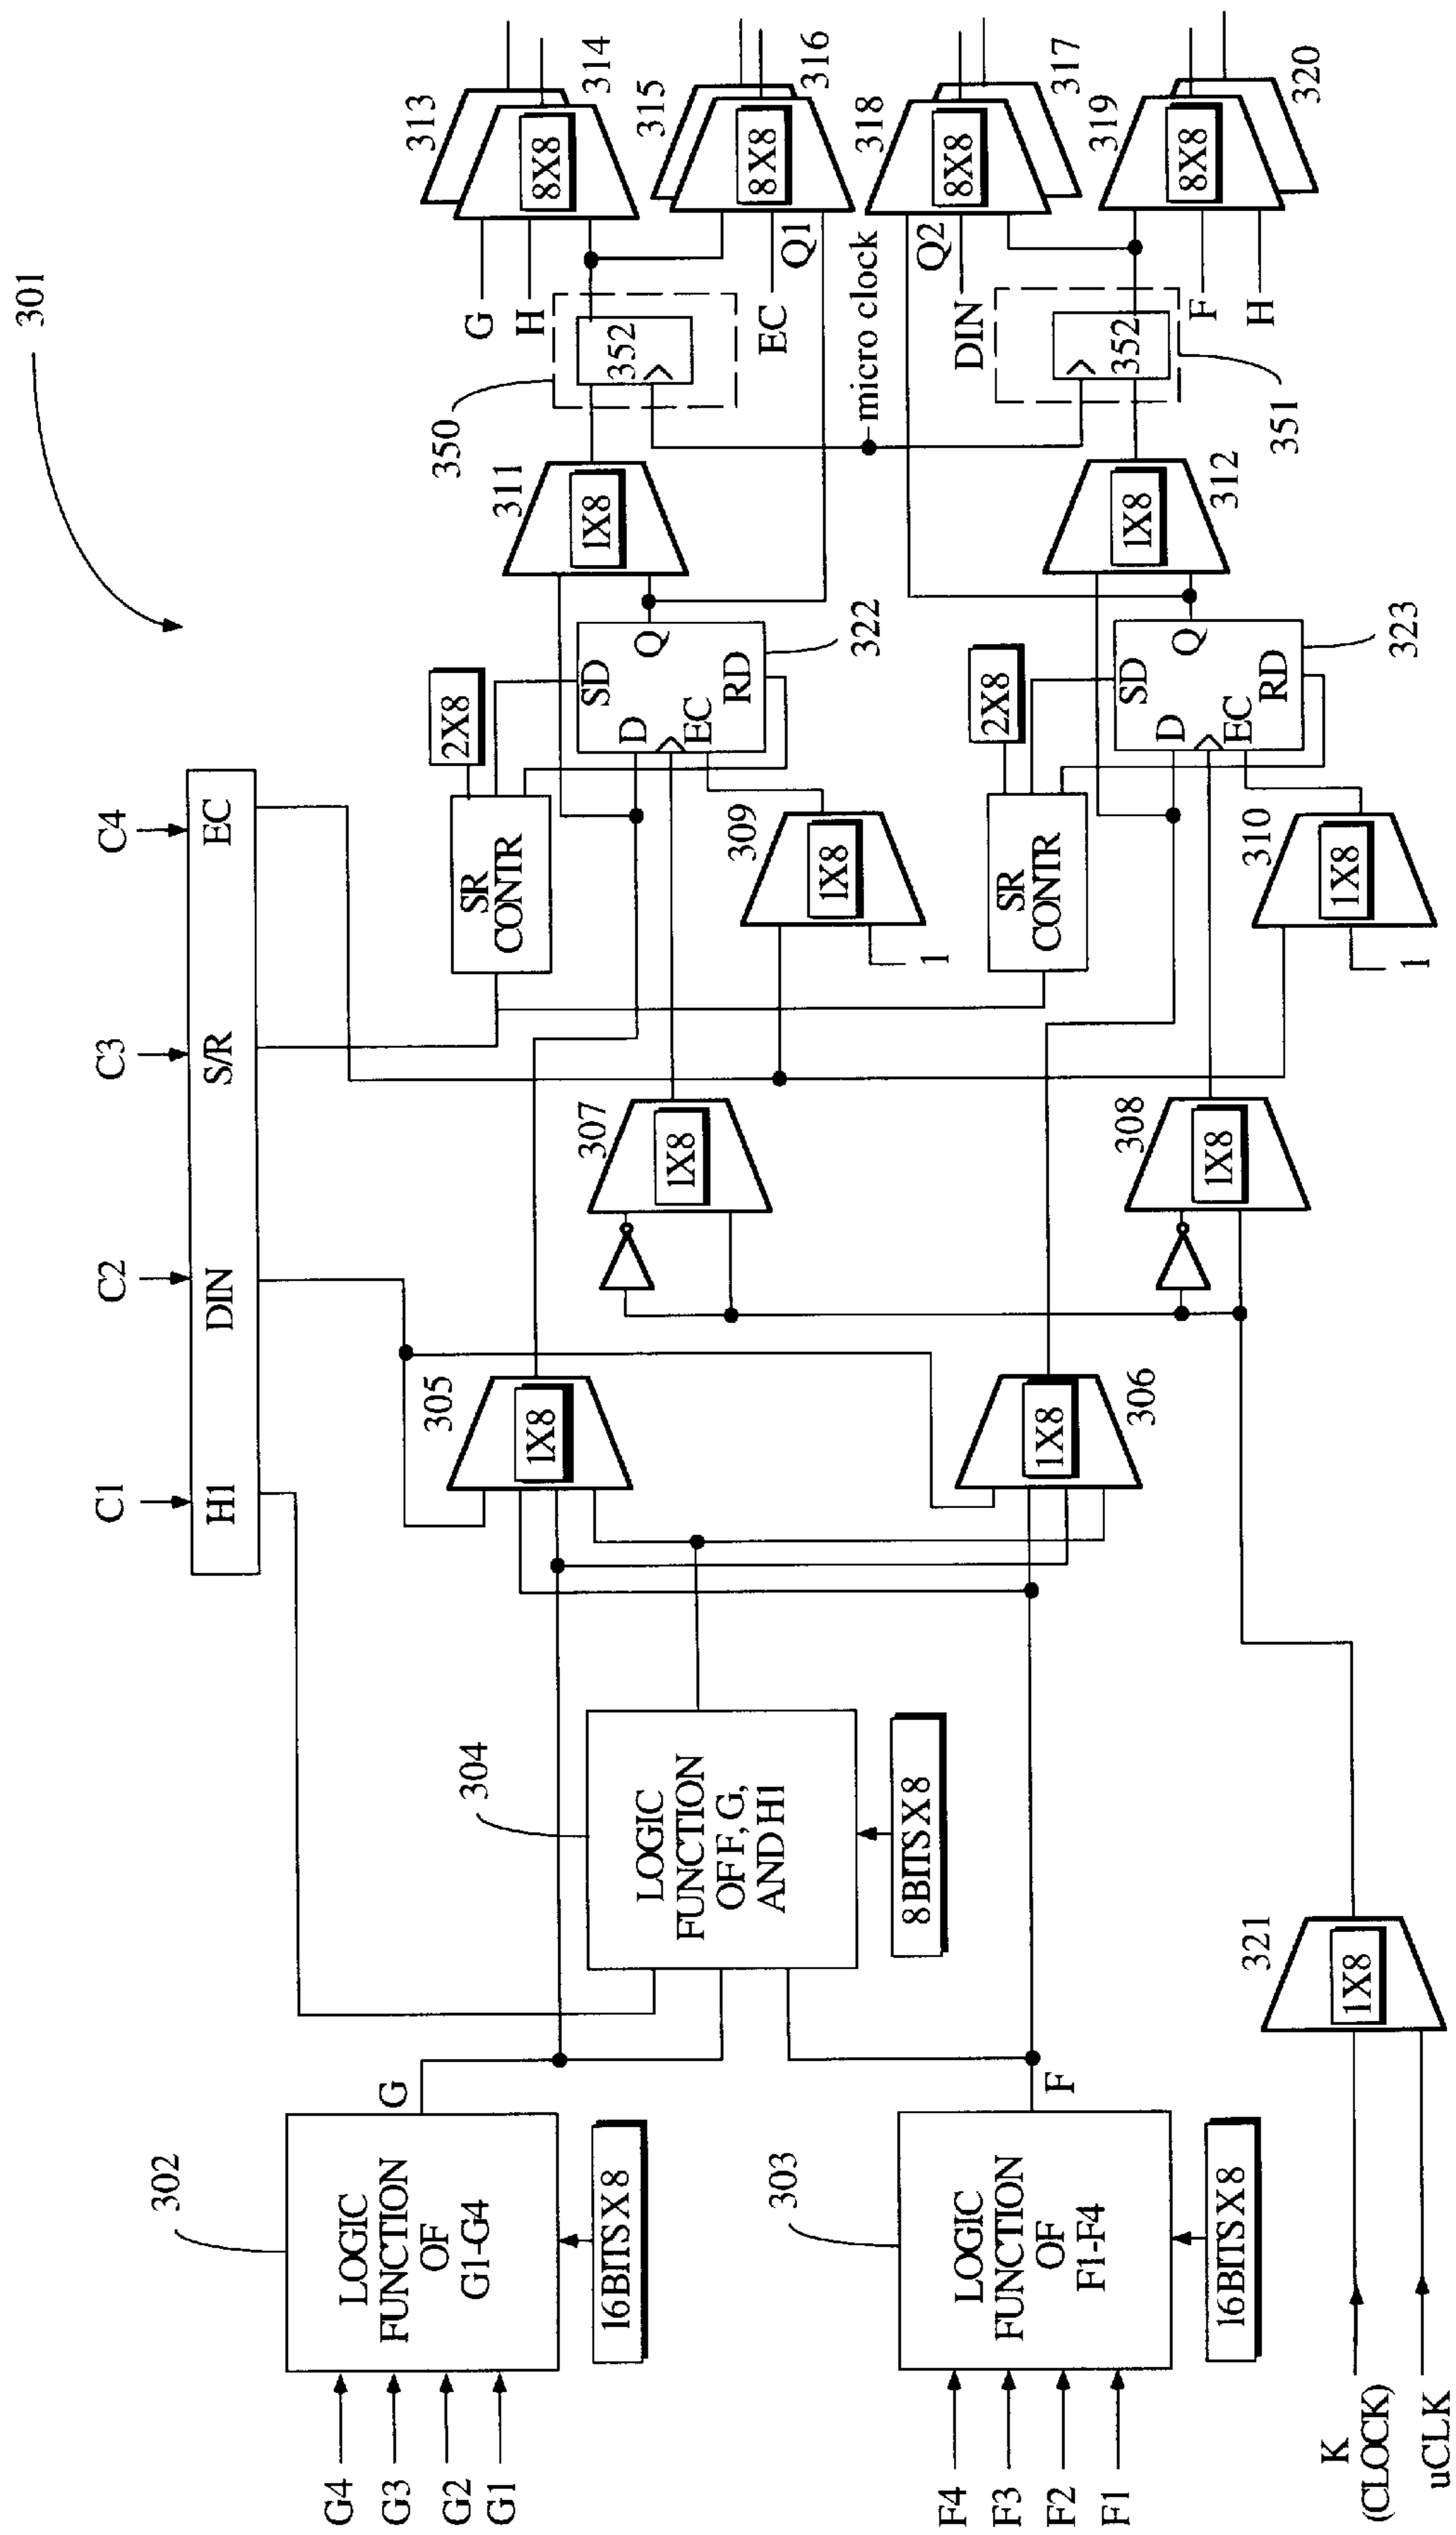 301
C1
C2
C3
C4
H1
DIN
S/R
EC
302
LOGIC
FUNCTION
OF
G1-G4
G4
G3
G2
G1
G
16 BITS X 8
303
LOGIC
FUNCTION
OF
F1-F4
F4
F3
F2
F1
F
16 BITS X 8
304
LOGIC
FUNCTION
OF F, G,
AND H1
8 BITS X 8
K
(CLOCK)
uCLK
321
1X8
305
1X8
306
1X8
307
1X8
308
1X8
SR
CONTR
2X8
309
1X8
1
SR
CONTR
2X8
310
1X8
1
SD
D
Q
EC
RD
322
SD
D
Q
EC
RD
323
311
1X8
312
1X8
350
352
micro clock
352
351
G
H
EC
Q1
Q2
DIN
F
H
313
8X8
314
315
8X8
316
318
8X8
317
319
8X8
320